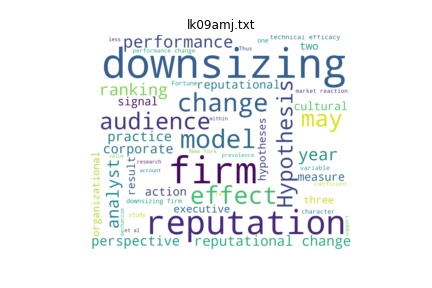 lk09amj.txt
less
performance
Fortune
performance change
Thus
one
technical efficacy
two
downsizing
ranking
reputational
market reaction
signal
change
within
cultural
audience
may
practice
model
Hypothesis
hypotheses
corporate
New York
prevalence
year
organizational
analyst
value
result
research
account
firm
variable
measure
action
effect
coefficient
downsizing firm
executive
three
character
mechanism
study
et al
reputation
support
perspective
reputational change